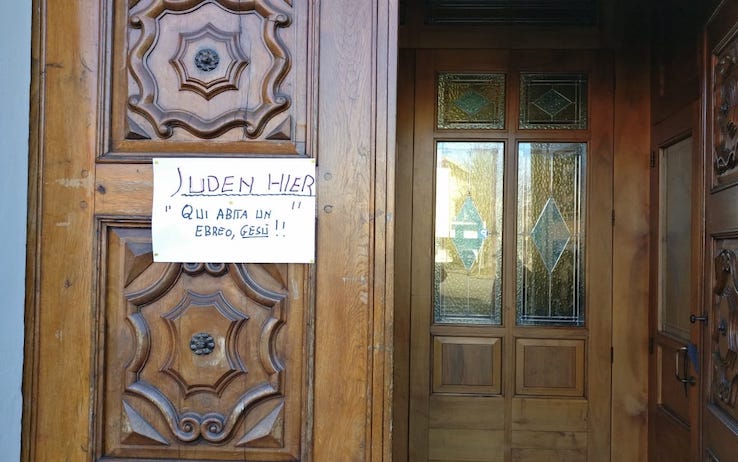 JUDEN HIER
" QUI ABITA UN "
EBREO, GESÙ !!